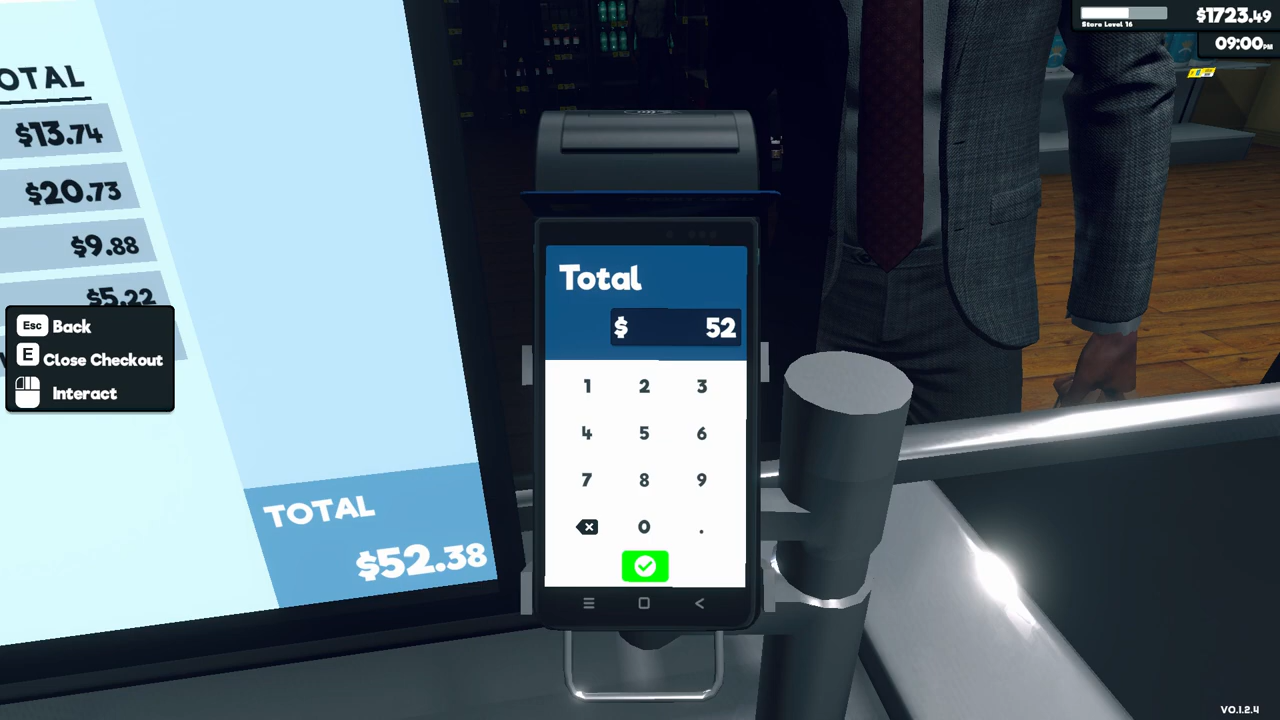 OTAL
$13.74
$20.73
$9.88
$5.22
Esc Back
E Close Checkout
Interact
TOTAL
$52.38
Total
$ 52
1 2 3
4 5 6
7 8 9
0 .
Store Level 16
$1723.49
09:00PM
V0.1.2.4